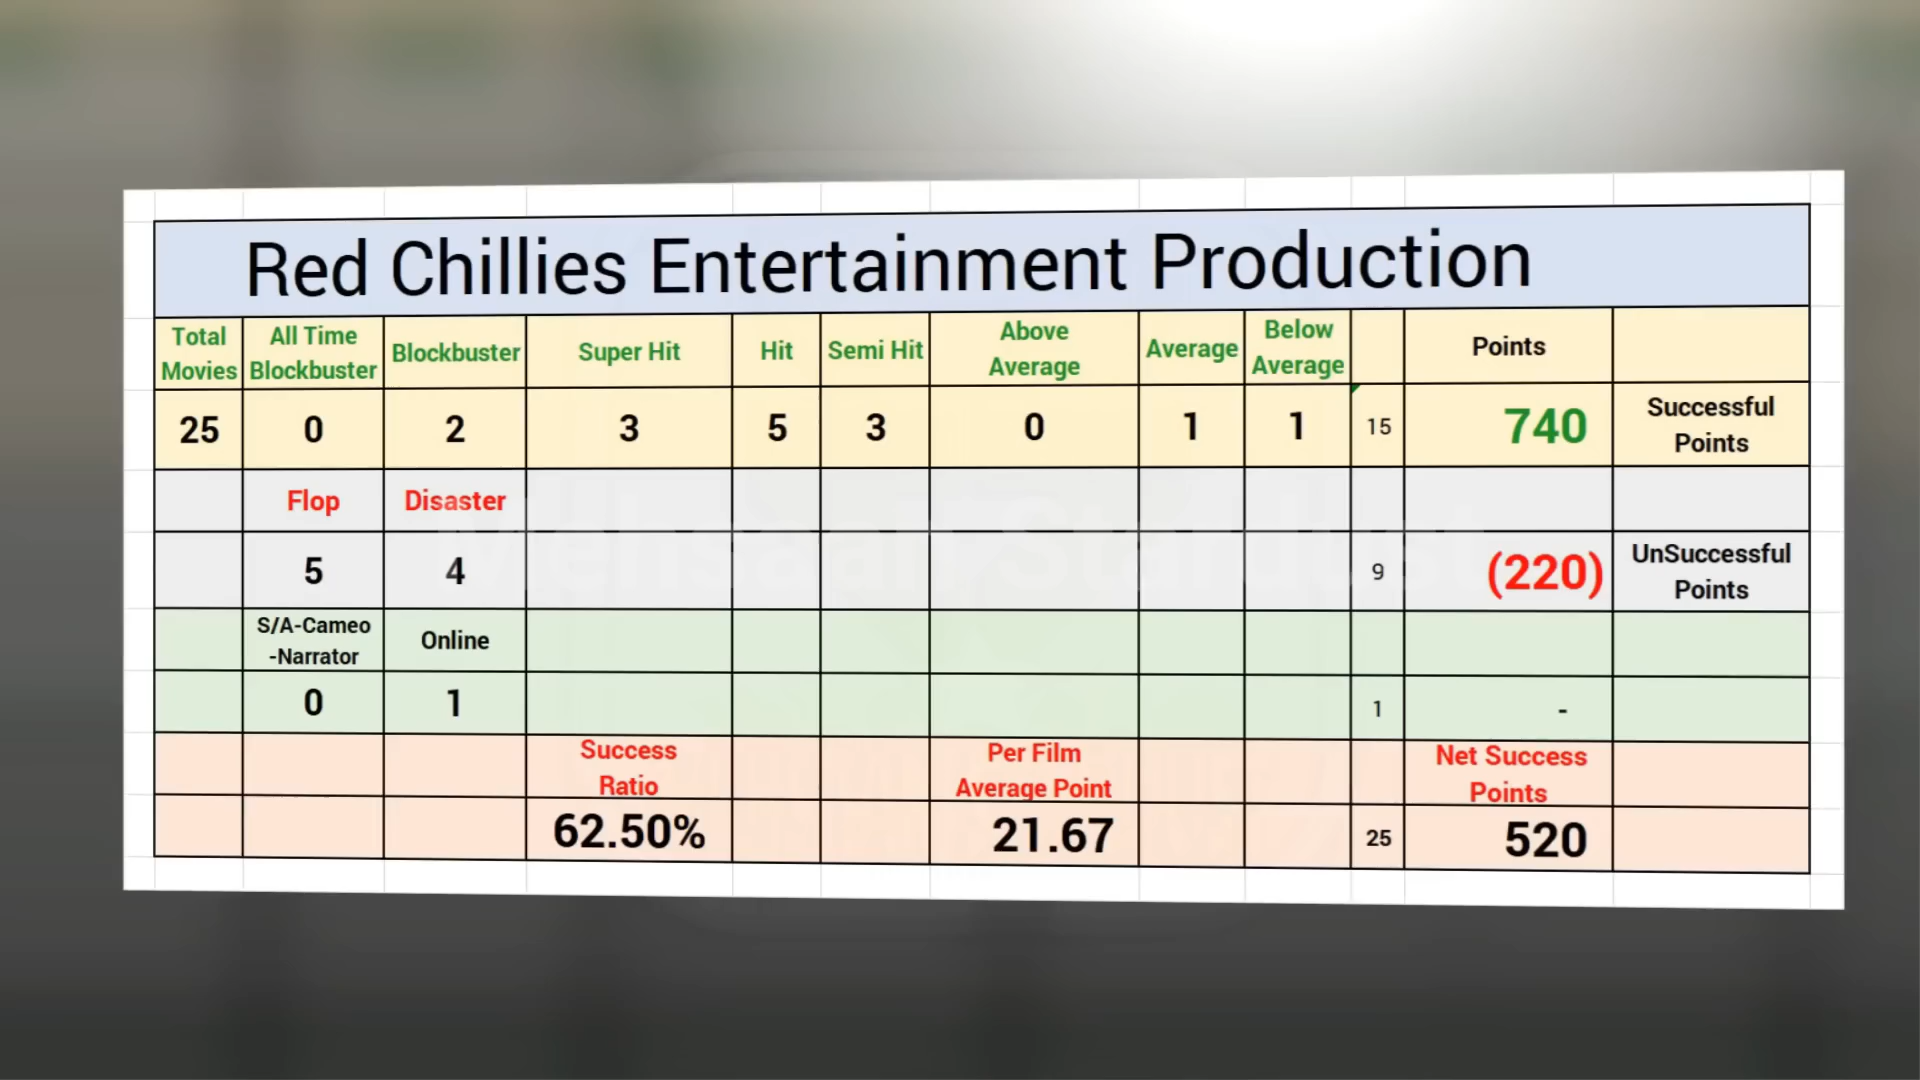 Red Chillies Entertainment Production
Total Movies All Time Blockbuster Blockbuster Super Hit Hit Semi Hit Above Average Average Below Average Points
25 0 2 3 5 3 0 1 1 15 740 Successful Points
Flop Disaster
5 4 9 (220) UnSuccessful Points
S/A-Cameo -Narrator Online
0 1 1 -
Success Ratio Per Film Average Point Net Success Points
62.50% 21.67 25 520